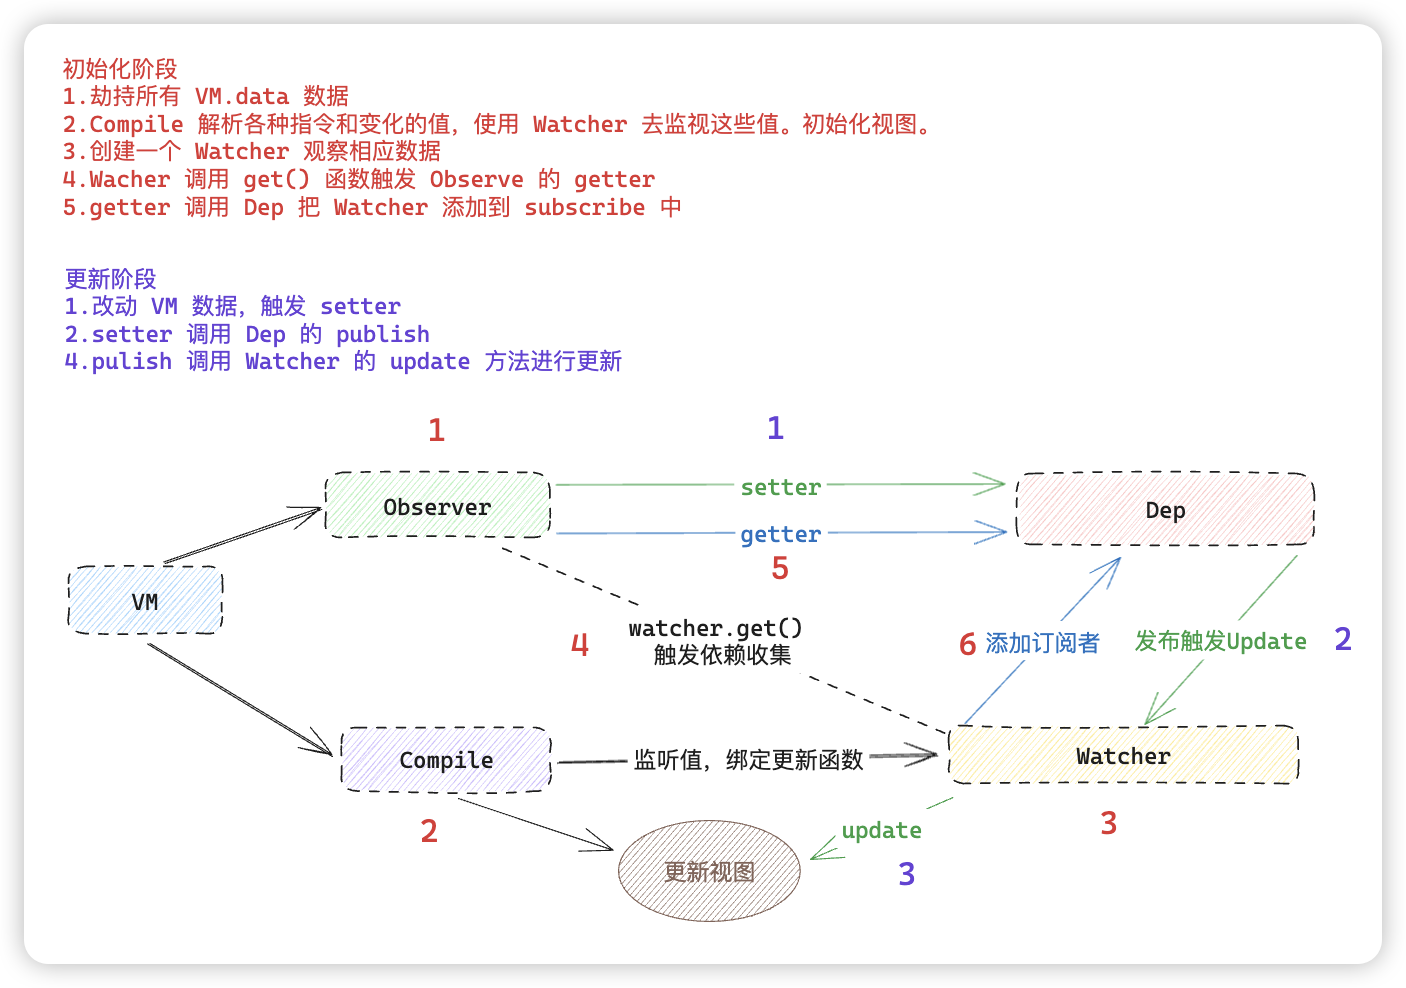 初始化阶段
1.劫持所有 VM.data 数据
2.Compile 解析各种指令和变化的值，使用 Watcher 去监视这些值。初始化视图。
3.创建一个 Watcher 观察相应数据
4.Wacher 调用 get() 函数触发 Observe 的 getter
5.getter 调用 Dep 把 Watcher 添加到 subscribe 中
更新阶段
1.改动 VM 数据，触发 setter
2.setter 调用 Dep 的 publish
4.pulish 调用 Watcher 的 update 方法进行更新
1
1
setter
Observer
Dep
getter
5
VM
watcher.get()
4
触发依赖收集
6
添加订阅者
发布触发Update
2
Compile
监听值，绑定更新函数
Watcher
2
update
3
更新视图
3